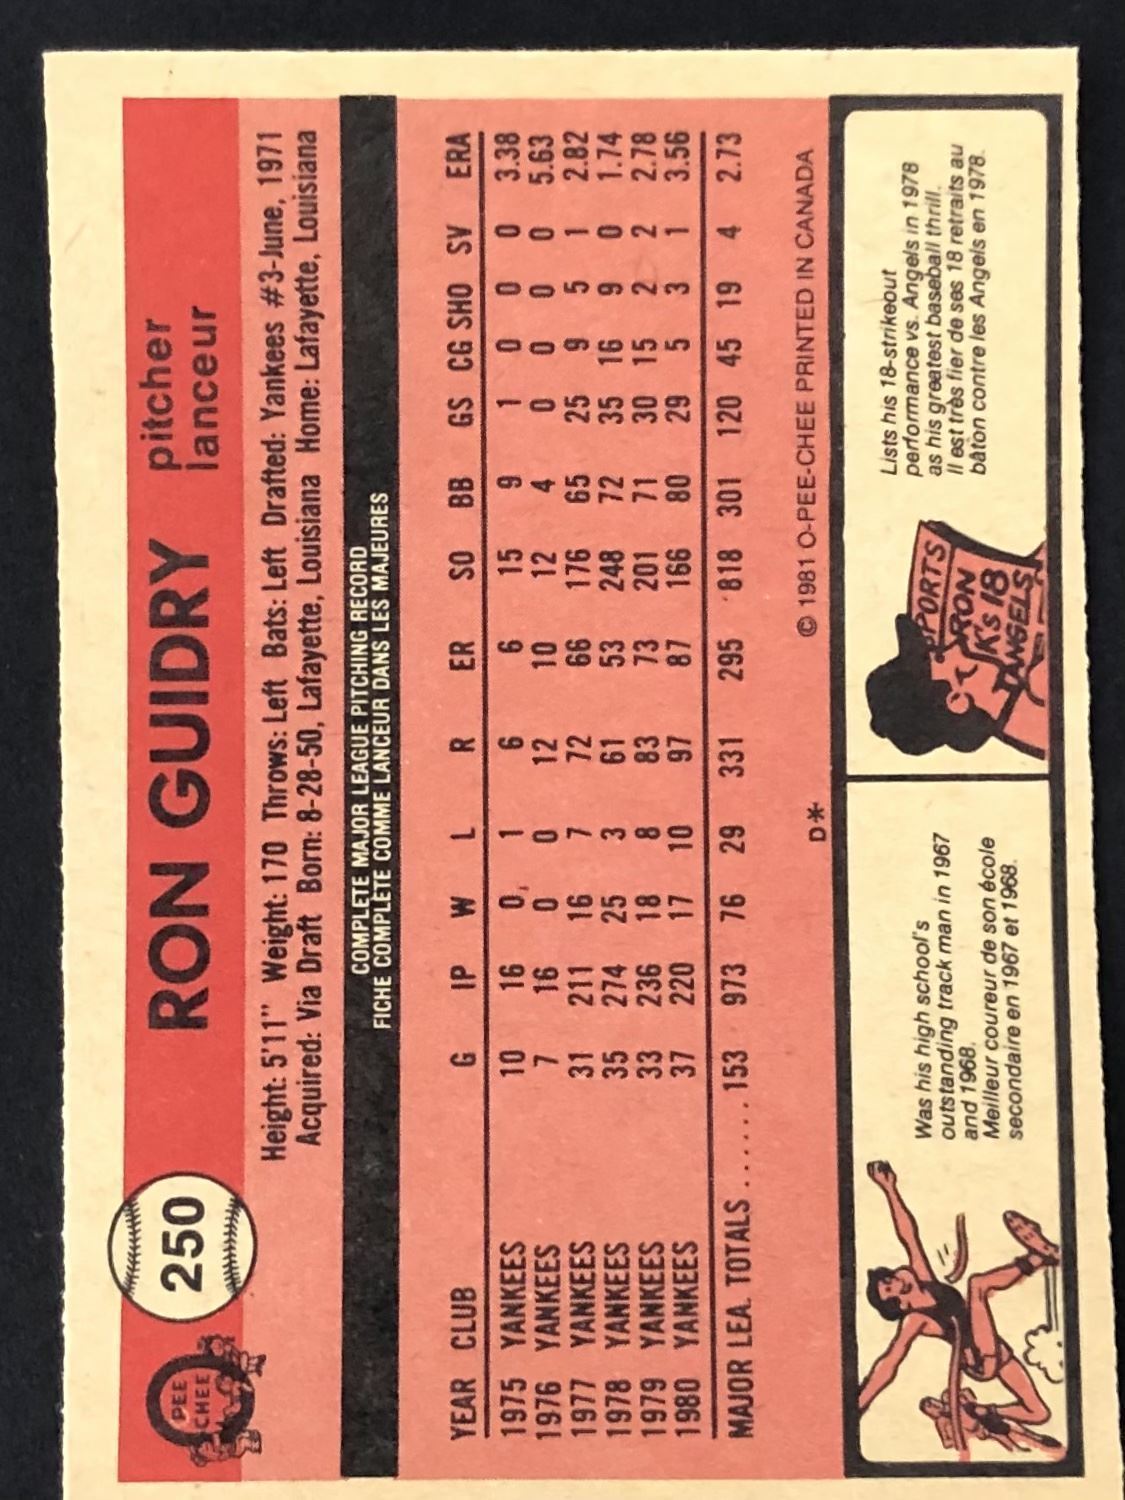 PEE
CHEE
250
RON GUIDRY
pitcher
lanceur
Height: 5'11" Weight: 170 Throws: Left Bats: Left Drafted: Yankees #3-June, 1971
Acquired: Via Draft Born: 8-28-50, Lafayette, Louisiana Home: Lafayette, Louisiana
COMPLETE MAJOR LEAGUE PITCHING RECORD
FICHE COMPLÈTE COMME LANCEUR DANS LES MAJEURES
YEAR CLUB G IP W L R ER SO BB GS CG SHO SV ERA
1975 YANKEES 10 16 0 1 6 6 15 9 1 0 0 0 3.38
1976 YANKEES 7 16 0 0 12 10 12 4 0 0 0 0 5.63
1977 YANKEES 31 211 16 7 72 66 176 65 25 9 5 1 2.82
1978 YANKEES 35 274 25 3 61 53 248 72 35 16 9 0 1.74
1979 YANKEES 33 236 18 8 83 73 201 71 30 15 2 2 2.78
1980 YANKEES 37 220 17 10 97 87 166 80 29 5 3 1 3.56
MAJOR LEA. TOTALS ....... 153 973 76 29 331 295 818 301 120 45 19 4 2.73
D* © 1981 O-PEE-CHEE PRINTED IN CANADA
Was his high school's
outstanding track man in 1967
and 1968.
Meilleur coureur de son école
secondaire en 1967 et 1968.
SPORTS
RON
K's 18
ANGELS
Lists his 18-strikeout
performance vs. Angels in 1978
as his greatest baseball thrill.
Il est très fier de ses 18 retraits au
bâton contre les Angels en 1978.